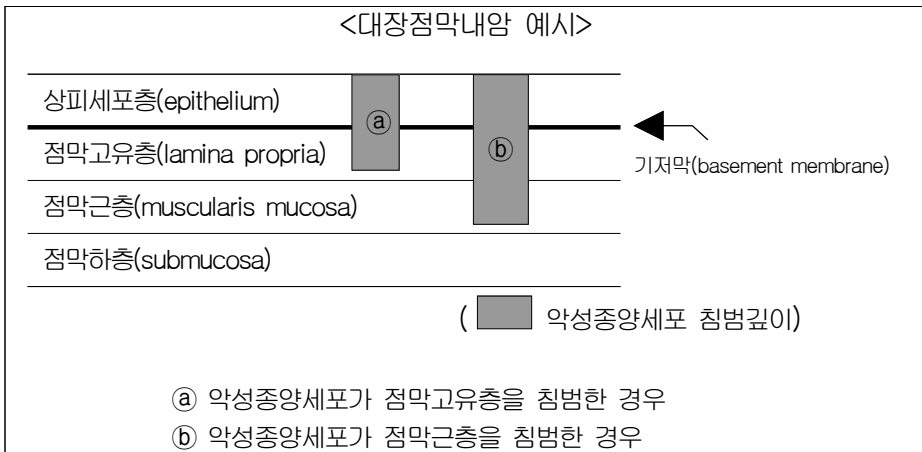 <대장점막내암 예시>
상피세포층(epithelium)
ⓐ
점막고유층(lamina propria)
ⓑ
기저막(basement membrane)
점막근층(muscularis mucosa)
점막하층(submucosa)
( 악성종양세포 침범깊이)
ⓐ 악성종양세포가 점막고유층을 침범한 경우
ⓑ 악성종양세포가 점막근층을 침범한 경우